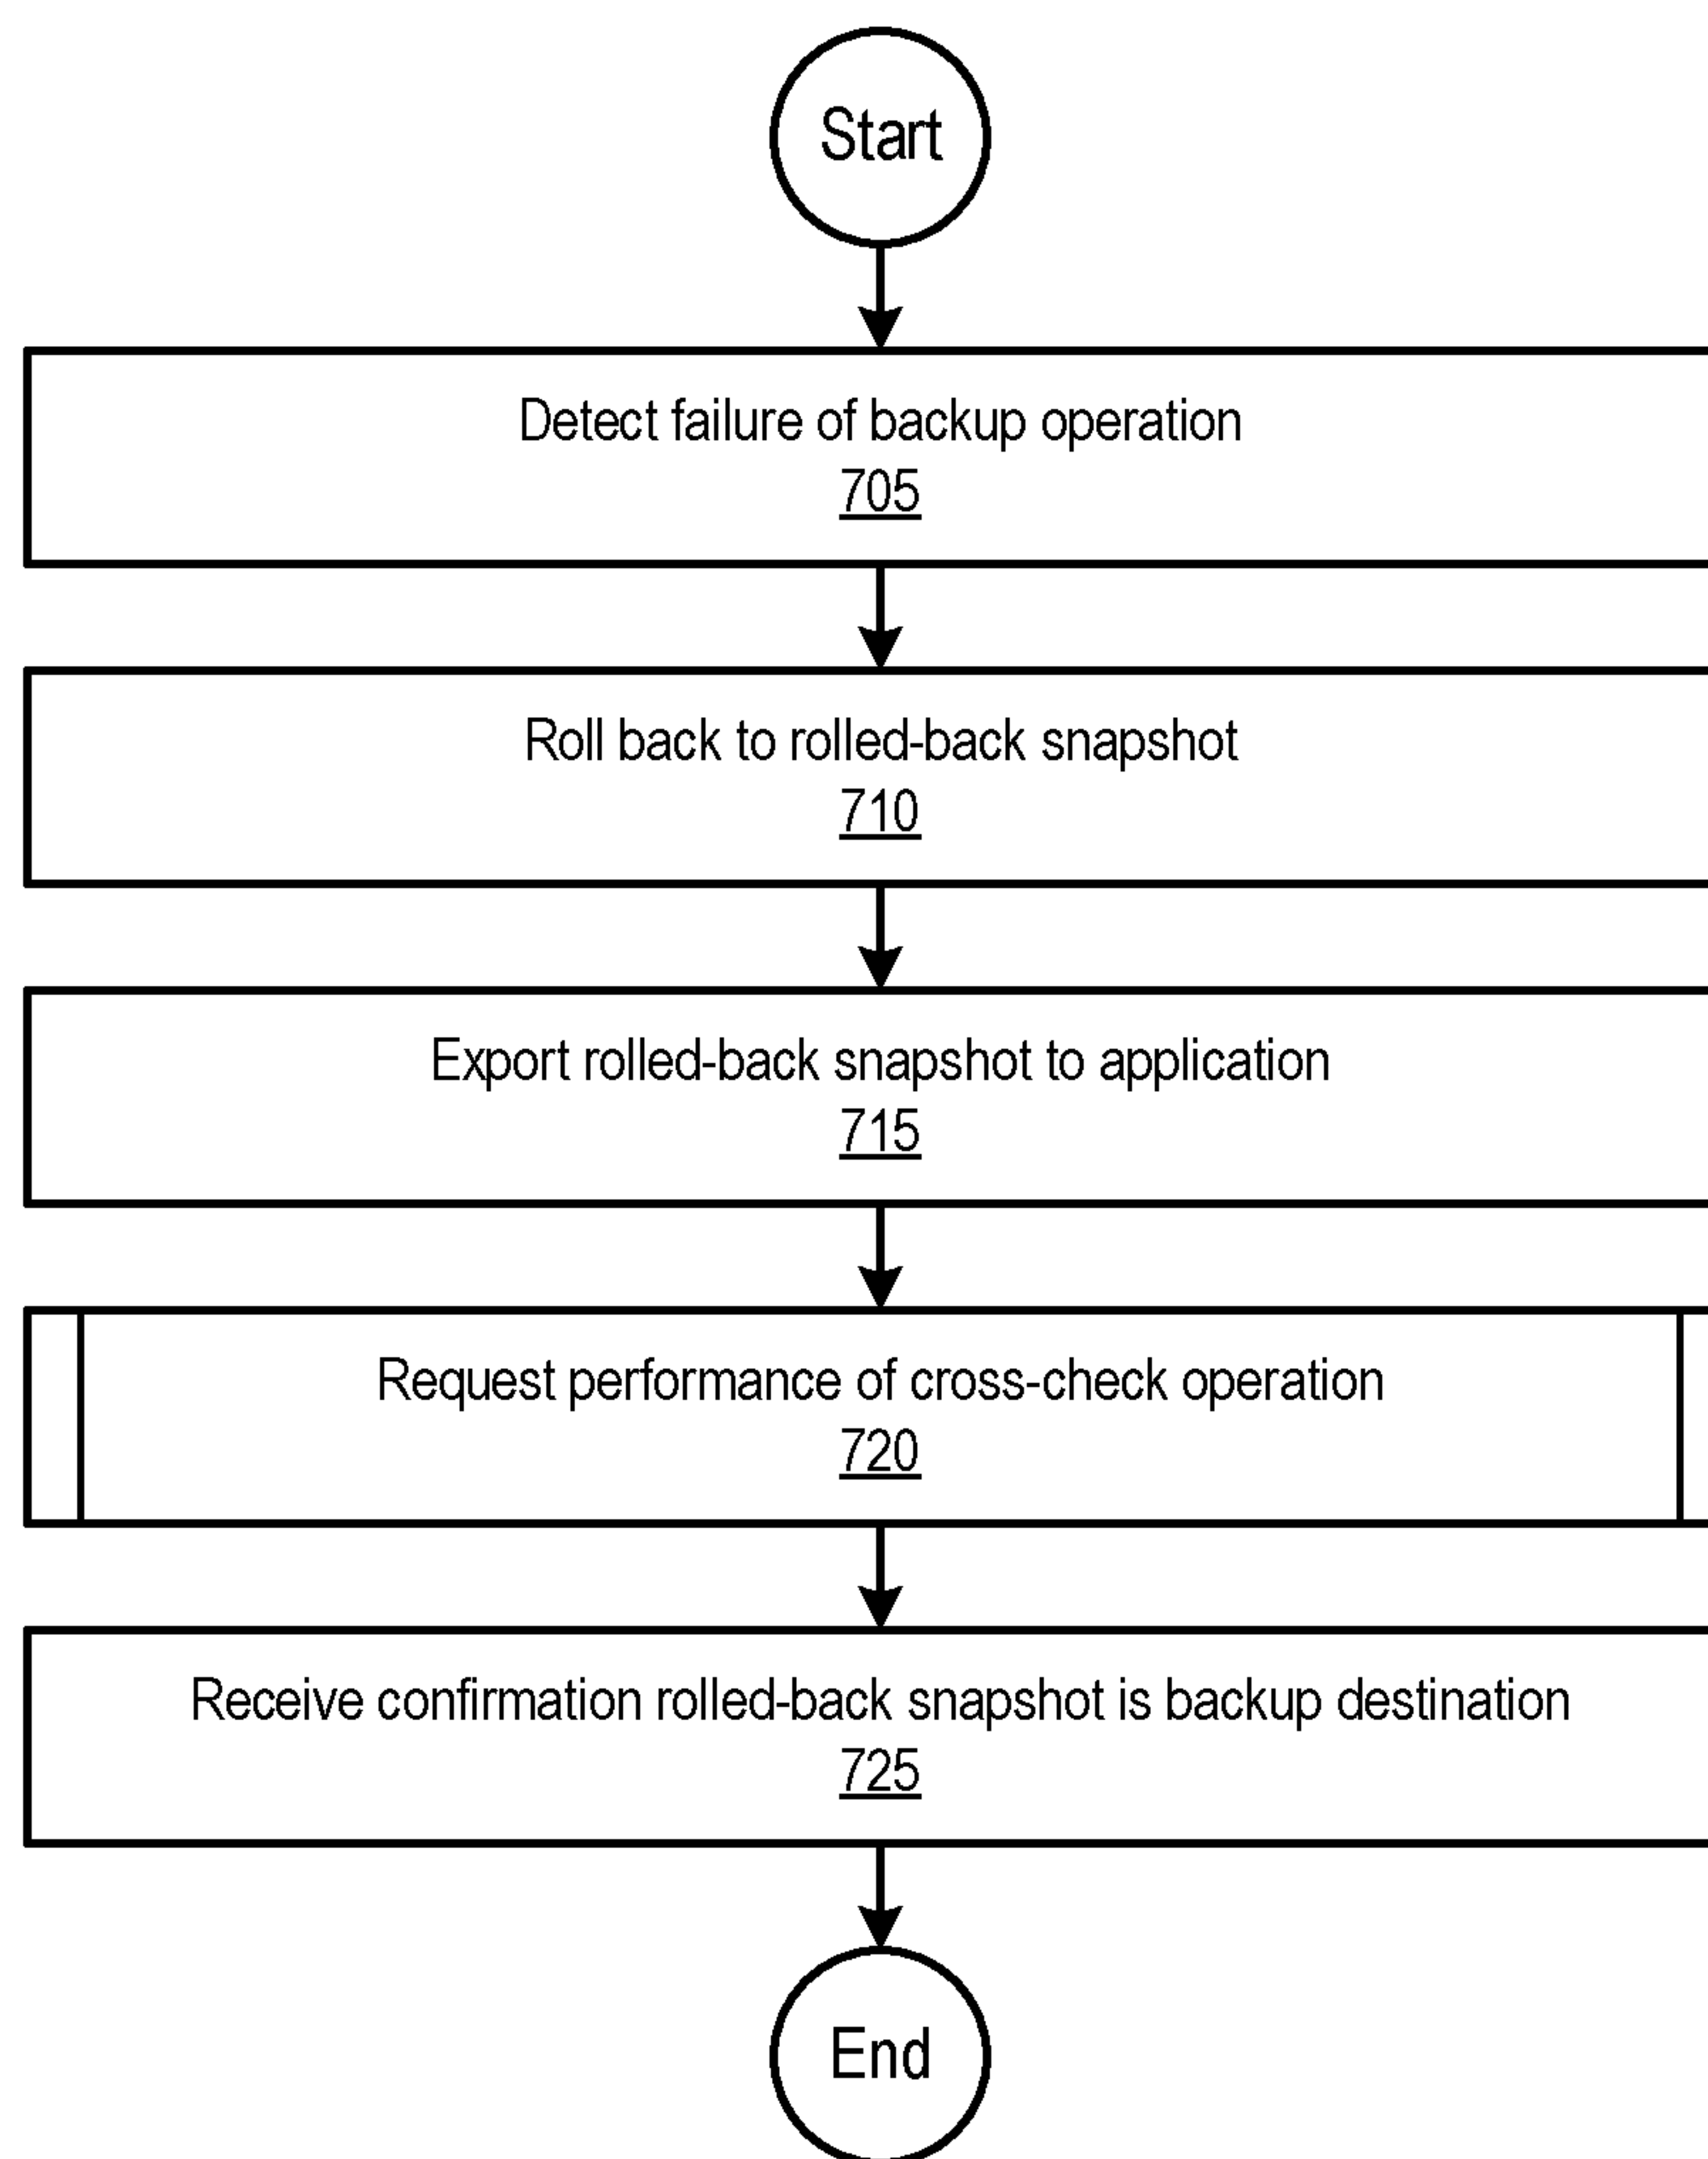 Start
Detect failure of backup operation
705
Roll back to rolled-back snapshot
710
Export rolled-back snapshot to application
715
Request performance of cross-check operation
720
Receive confirmation rolled-back snapshot is backup destination
725
End